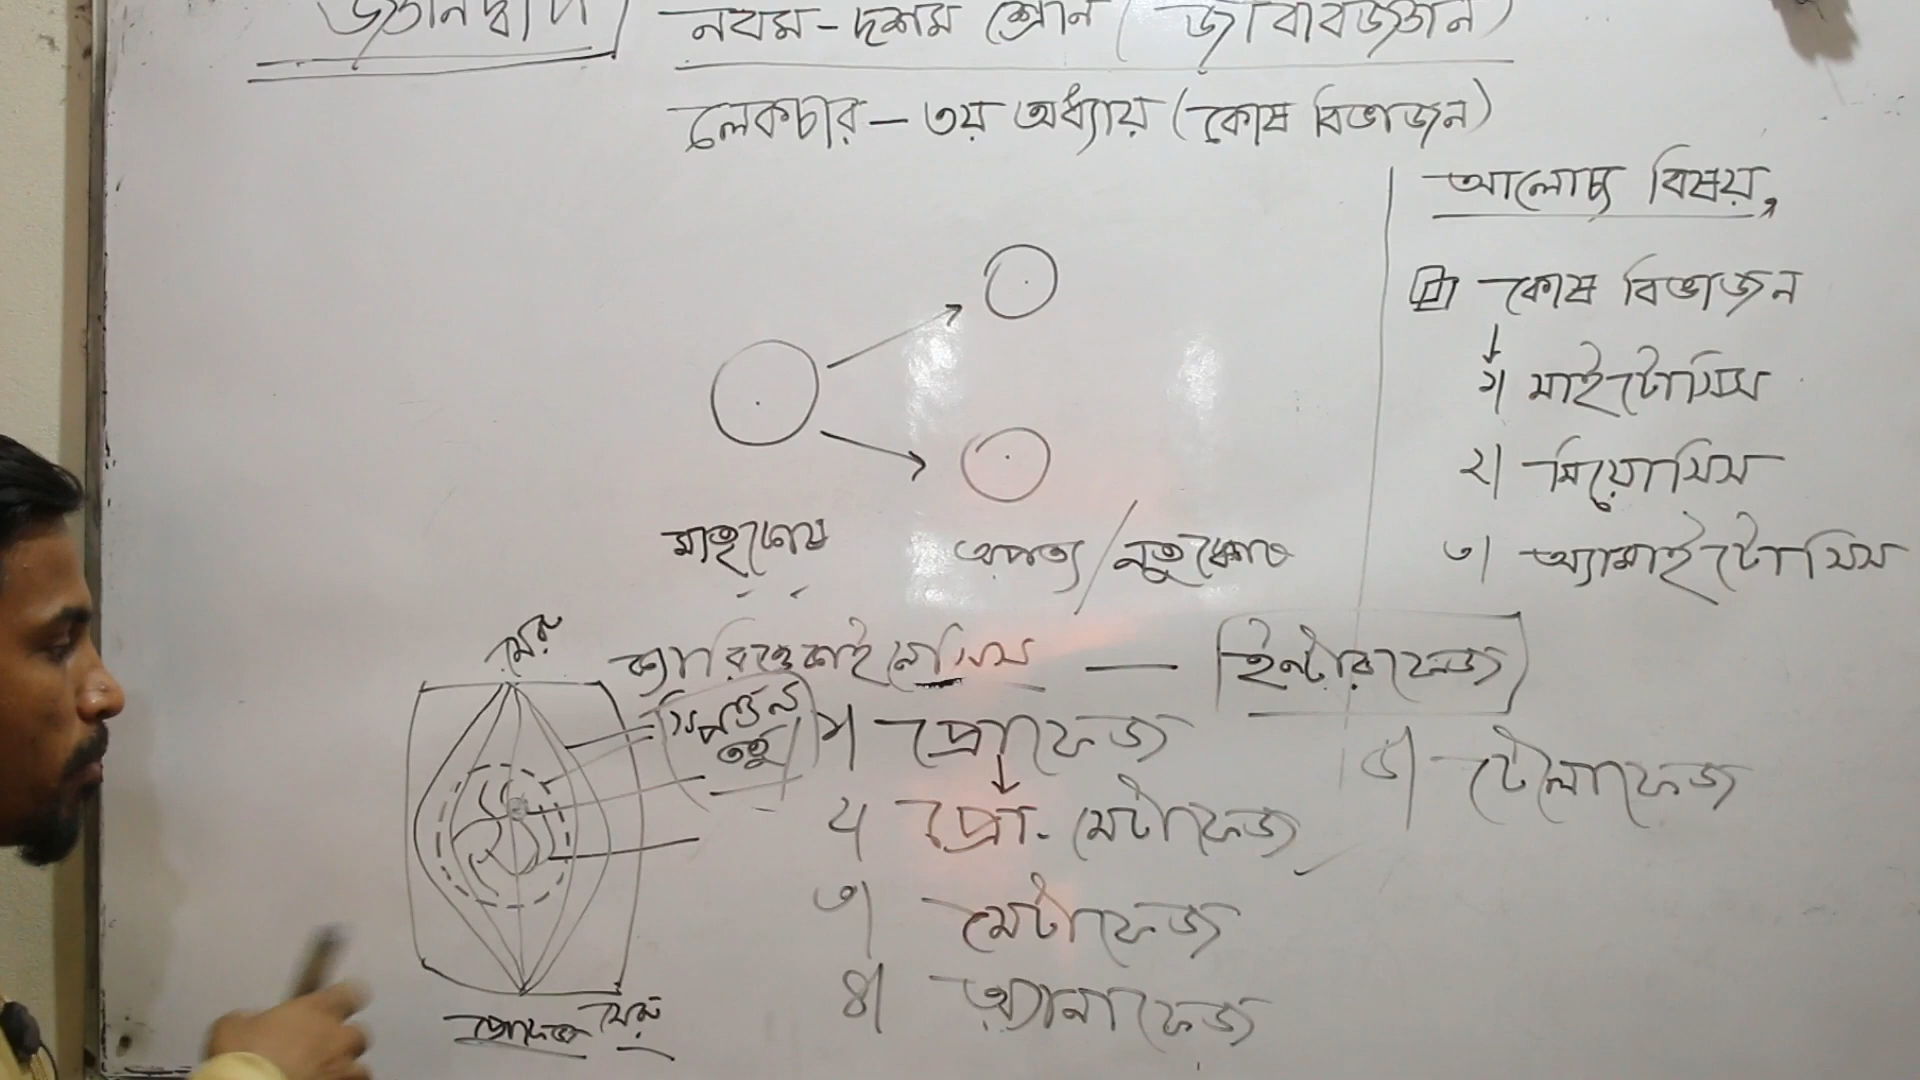 নবম-দশম শ্রেণি (জীববিজ্ঞান)
লেকচার - ৩য় অধ্যায় (কোষ বিভাজন)
আলোচ্য বিষয়,
কোষ বিভাজন
১| মাইটোসিস
২| মিয়োসিস
৩| অ্যামাইটোসিস
মাতৃকোষ
অপত্য / নতুকোষ
মেরু
ক্যারিওকাইনেসিস — ইন্টারফেজ
স্পিন্ডল
তন্তু
১| প্রোফেজ
২| প্রো-মেটাফেজ
৩| মেটাফেজ
৪| অ্যানাফেজ
৫| টেলোফেজ
প্রোফেজ মেরু